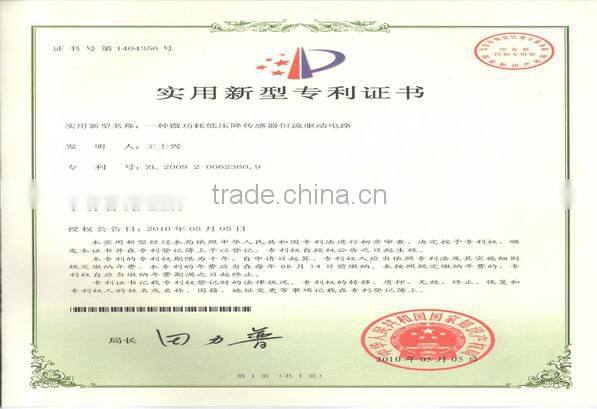 证书号第1404356号
实用新型专利证书
实用新型名称：一种微功耗低压降传感器恒流驱动电路
发明人：王士兴
专利号：ZL 2009 2 0062360.9
trade.china.cn
授权公告日：2010年05月05日
本实用新型经过本局依照中华人民共和国专利法进行初步审查，决定授予专利权，颁
发本证书并在专利登记簿上予以登记。专利权自授权公告之日起生效。
本专利的专利权期限为十年，自申请日起算。专利权人应当依照专利法及其实施细则
规定缴纳年费。本专利的年费应当在每年08月14日前缴纳。未按照规定缴纳年费的，专
利权自应当缴纳年费期满之日起终止。
专利证书记载专利权登记时的法律状况。专利权的转移、质押、无效、终止、恢复和
专利权人的姓名或名称、国籍、地址变更等事项记载在专利登记簿上。
局长
田力普
中华人民共和国国家知识产权局
2010年05月05日
第1页（共1页）